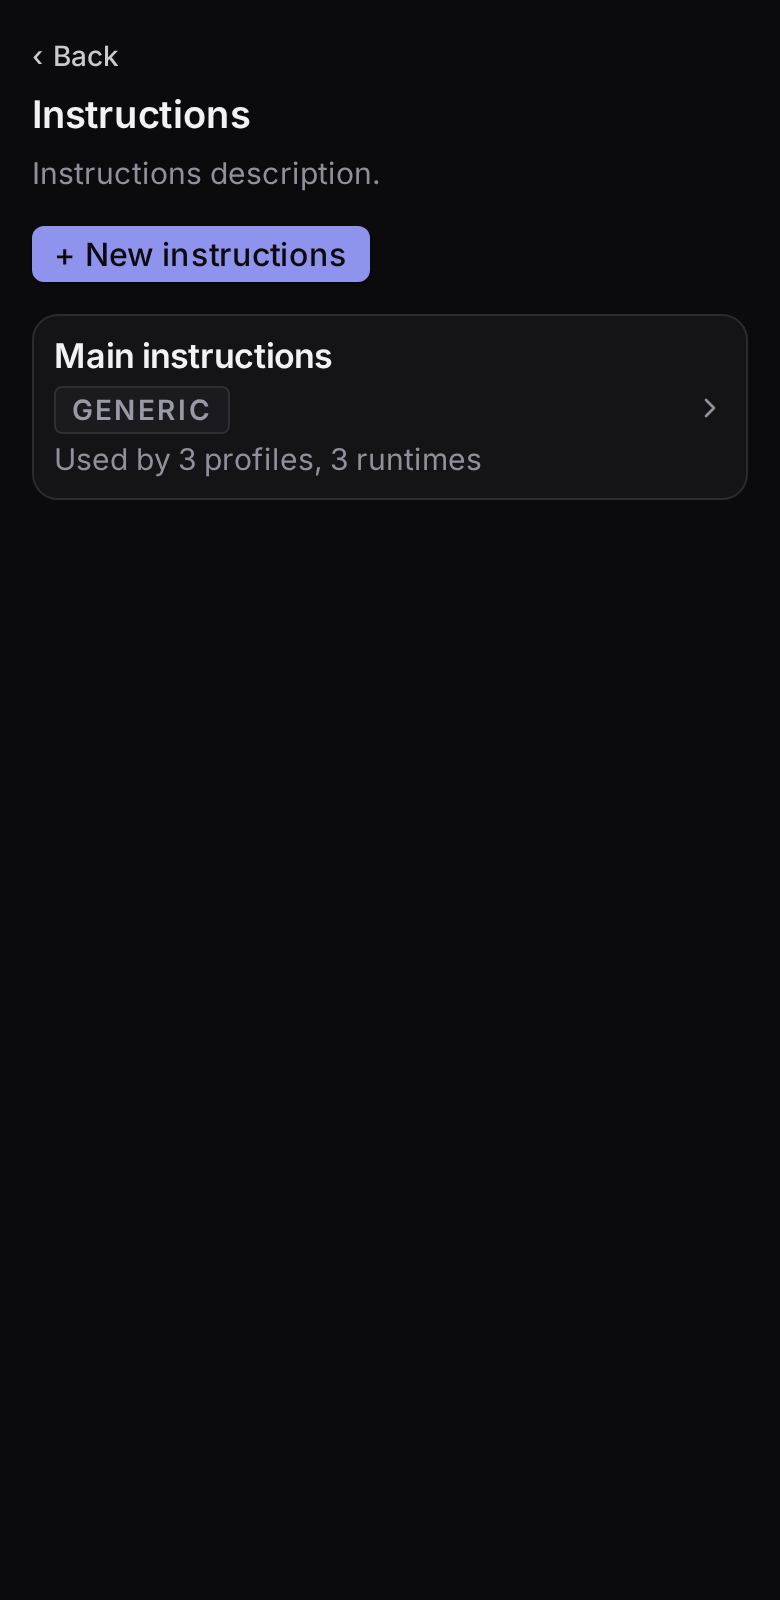 ‹ Back
Instructions
Instructions description.
+ New instructions
Main instructions
GENERIC
Used by 3 profiles, 3 runtimes